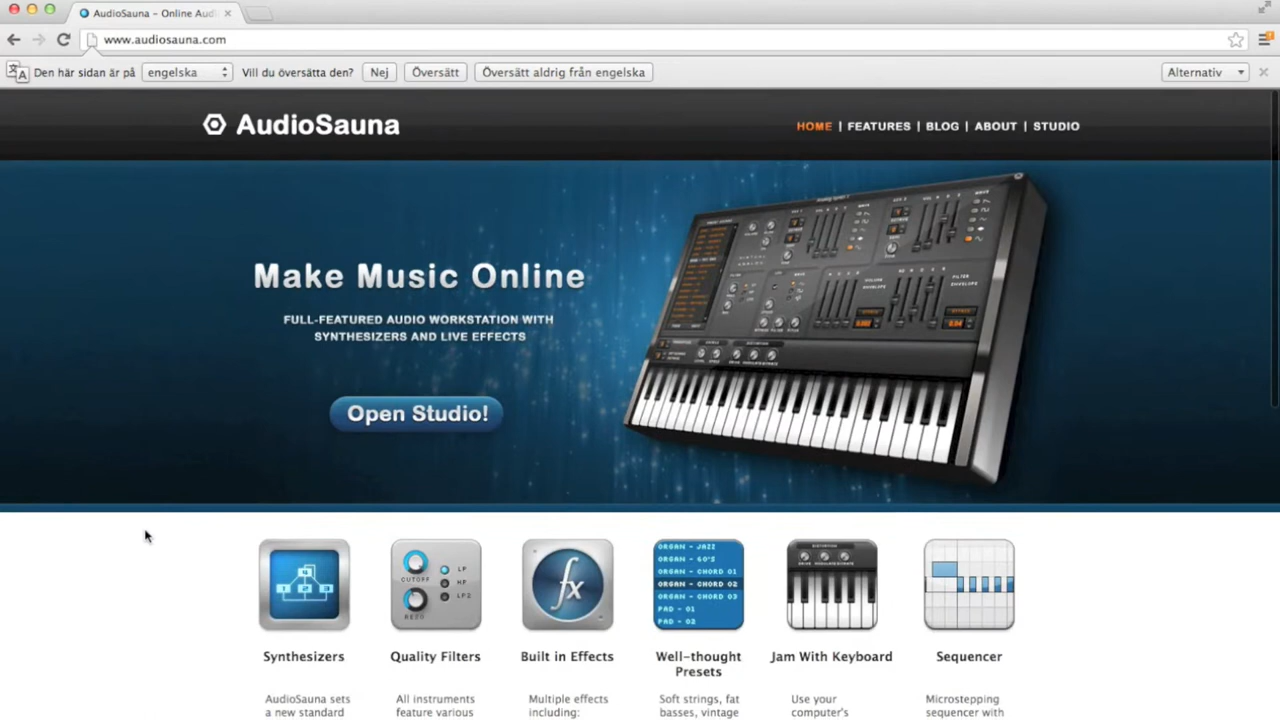 AudioSauna - Online Aud
www.audiosauna.com
Den här sidan är på engelska Vill du översätta den? Nej Översätt Översätt aldrig från engelska Alternativ
AudioSauna
HOME | FEATURES | BLOG | ABOUT | STUDIO
Make Music Online
FULL-FEATURED AUDIO WORKSTATION WITH
SYNTHESIZERS AND LIVE EFFECTS
Open Studio!
CUTOFF
RESO
LP
HP
LP2
fx
ORGAN - JAZZ
ORGAN - 60'S
ORGAN - CHORD 01
ORGAN - CHORD 02
ORGAN - CHORD 03
PAD - 01
PAD - 02
DISTORTION
Synthesizers
Quality Filters
Built in Effects
Well-thought
Presets
Jam With Keyboard
Sequencer
AudioSauna sets
a new standard
All instruments
feature various
Multiple effects
including:
Soft strings, fat
basses, vintage
Use your
computer's
Microstepping
sequencer with